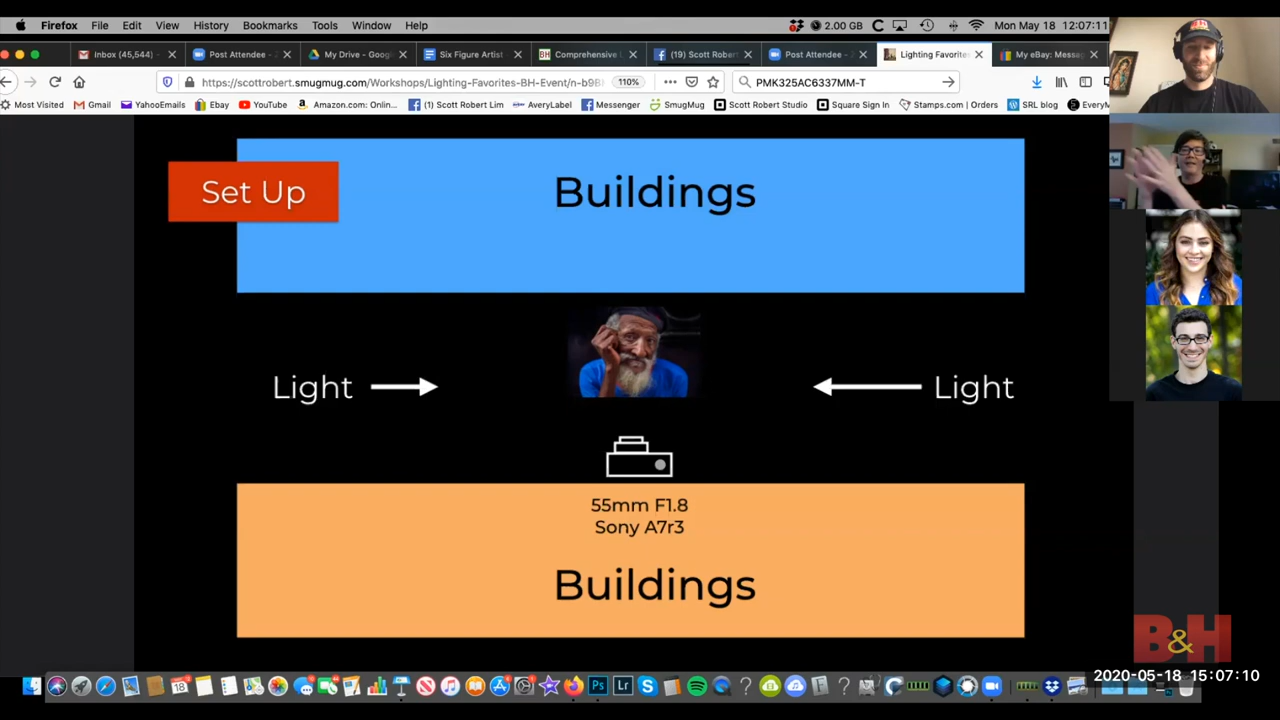 Firefox File Edit View History Bookmarks Tools Window Help 2.00 GB Mon May 18 12:07:11
Inbox (45,544) Post Attendee - Z My Drive - Goog Six Figure Artist Comprehensive L (19) Scott Robert Post Attendee - Z Lighting Favorites My eBay: Messag
https://scottrobert.smugmug.com/Workshops/Lighting-Favorites-BH-Event/n-b9B 110% PMK325AC6337MM-T
Most Visited Gmail YahooEmails Ebay YouTube Amazon.com: Onlin... (1) Scott Robert Lim AveryLabel Messenger SmugMug Scott Robert Studio Square Sign In Stamps.com | Orders SRL blog EveryM
Set Up
Buildings
Light
Light
55mm F1.8
Sony A7r3
Buildings
B&H
2020-05-18 15:07:10